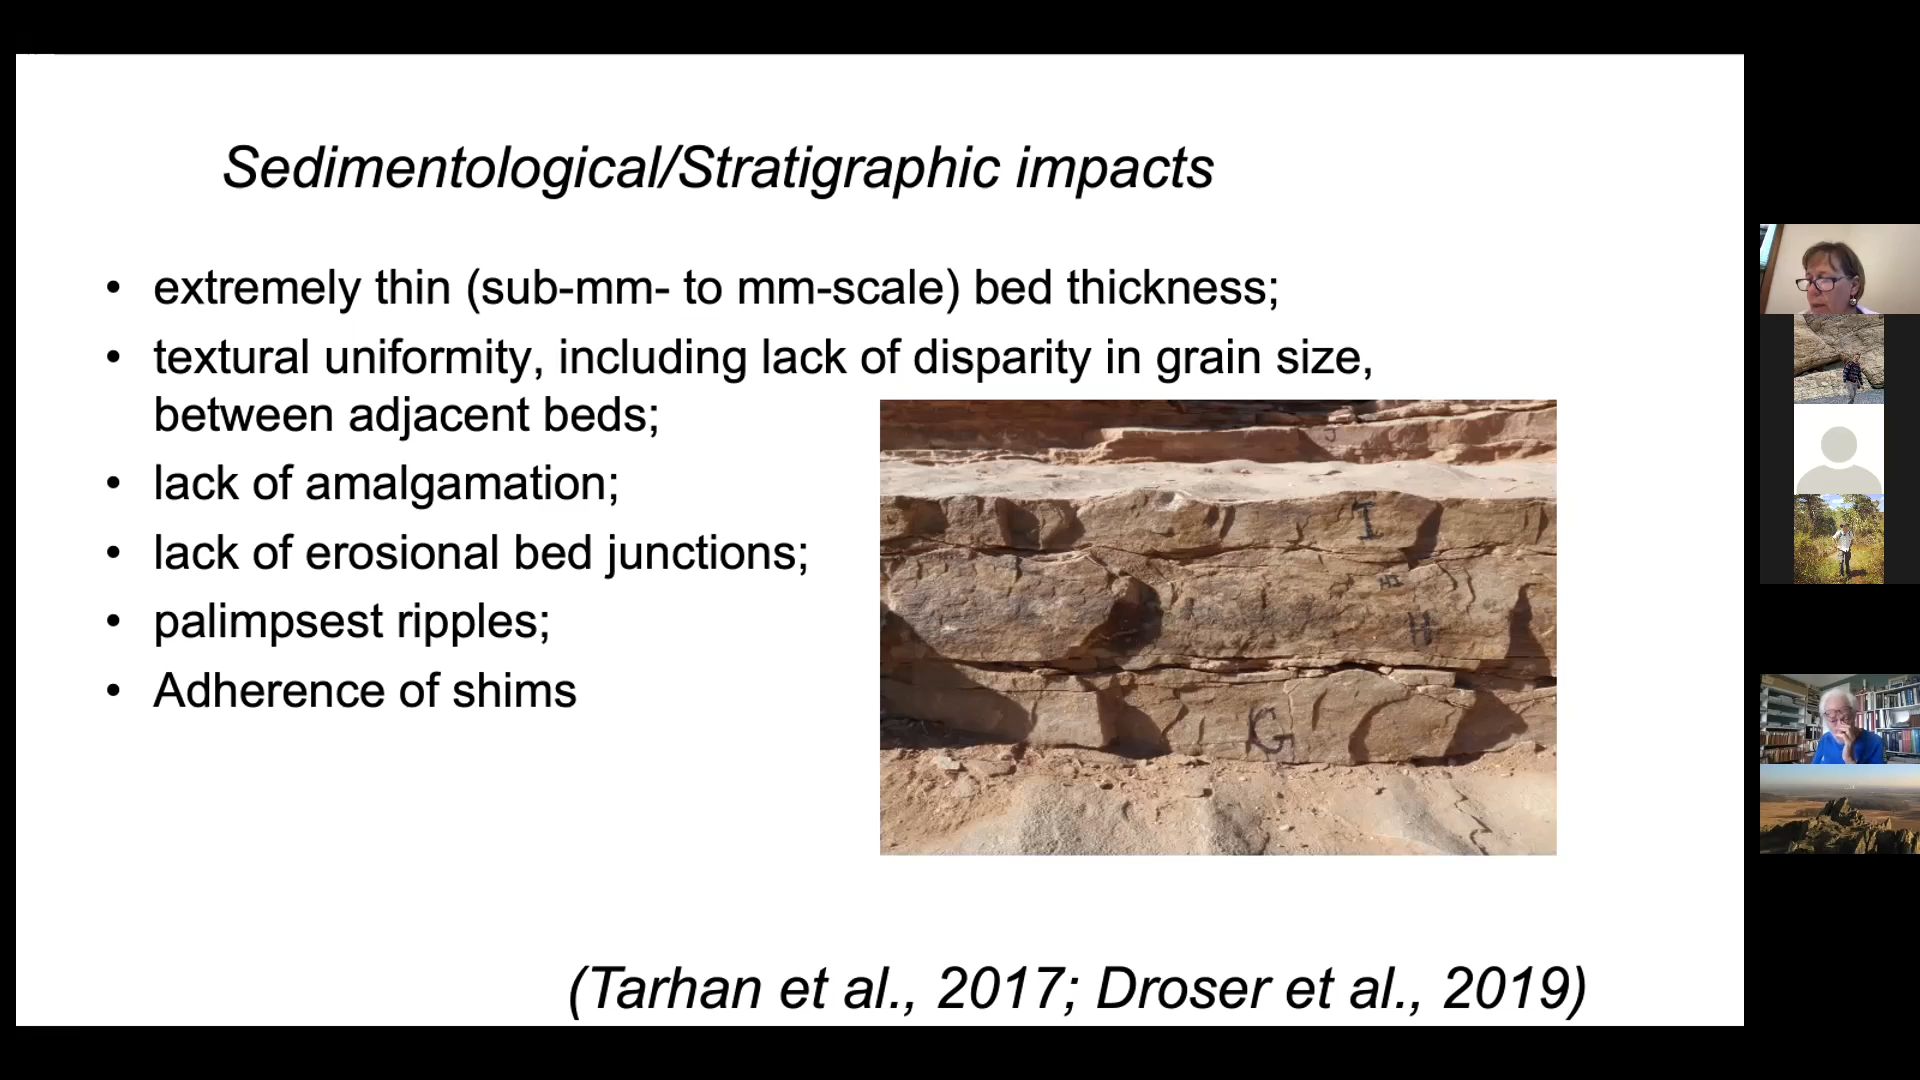 Sedimentological/Stratigraphic impacts
• extremely thin (sub-mm- to mm-scale) bed thickness;
• textural uniformity, including lack of disparity in grain size,
between adjacent beds;
• lack of amalgamation;
• lack of erosional bed junctions;
• palimpsest ripples;
• Adherence of shims
J
I
HI
H
G
(Tarhan et al., 2017; Droser et al., 2019)